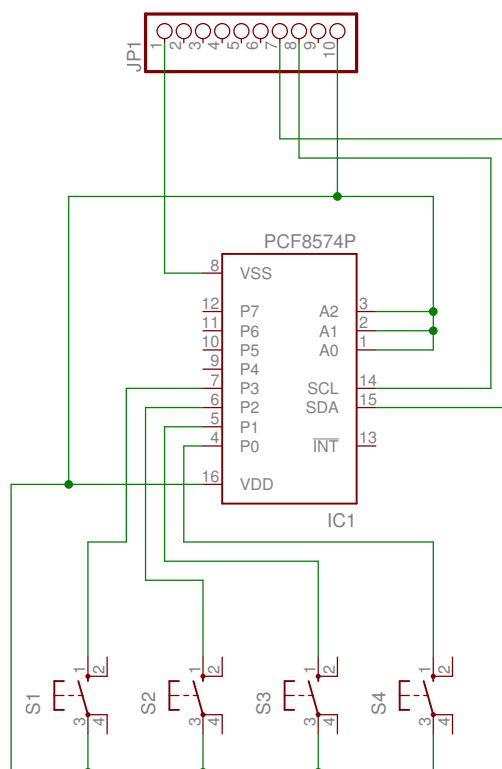 1 2 3 4 5 6 7 8 9 10
JP1
PCF8574P
8 VSS
12 P7 A2 3
11 P6 A1 2
10 P5 A0 1
9 P4
7 P3 SCL 14
6 P2 SDA 15
5 P1
4 P0 INT 13
16 VDD
IC1
1 2 1 2 1 2 1 2
S1 S2 S3 S4
3 4 3 4 3 4 3 4